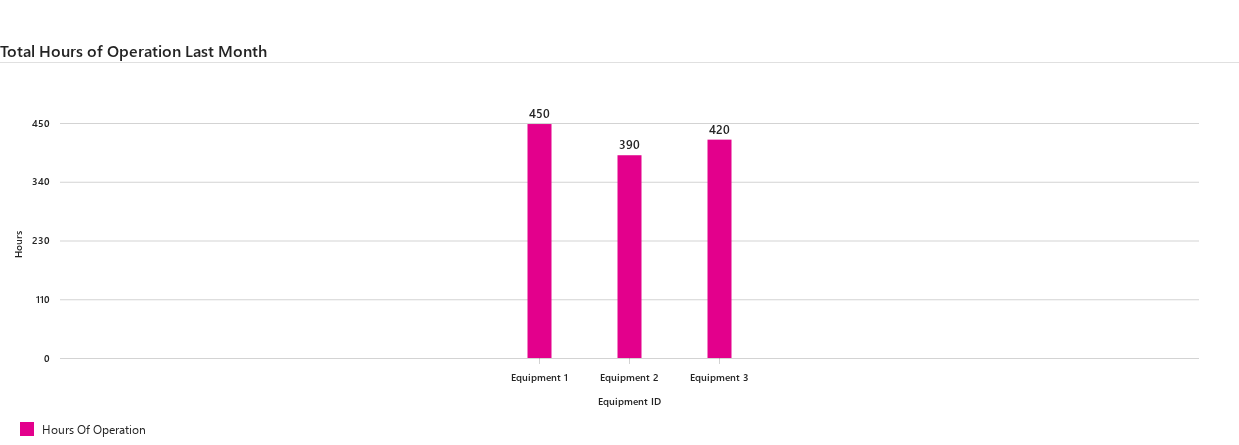 Total Hours of Operation Last Month
450
390
420
450
340
230
110
0
Hours
Equipment 1
Equipment 2
Equipment 3
Equipment ID
Hours Of Operation